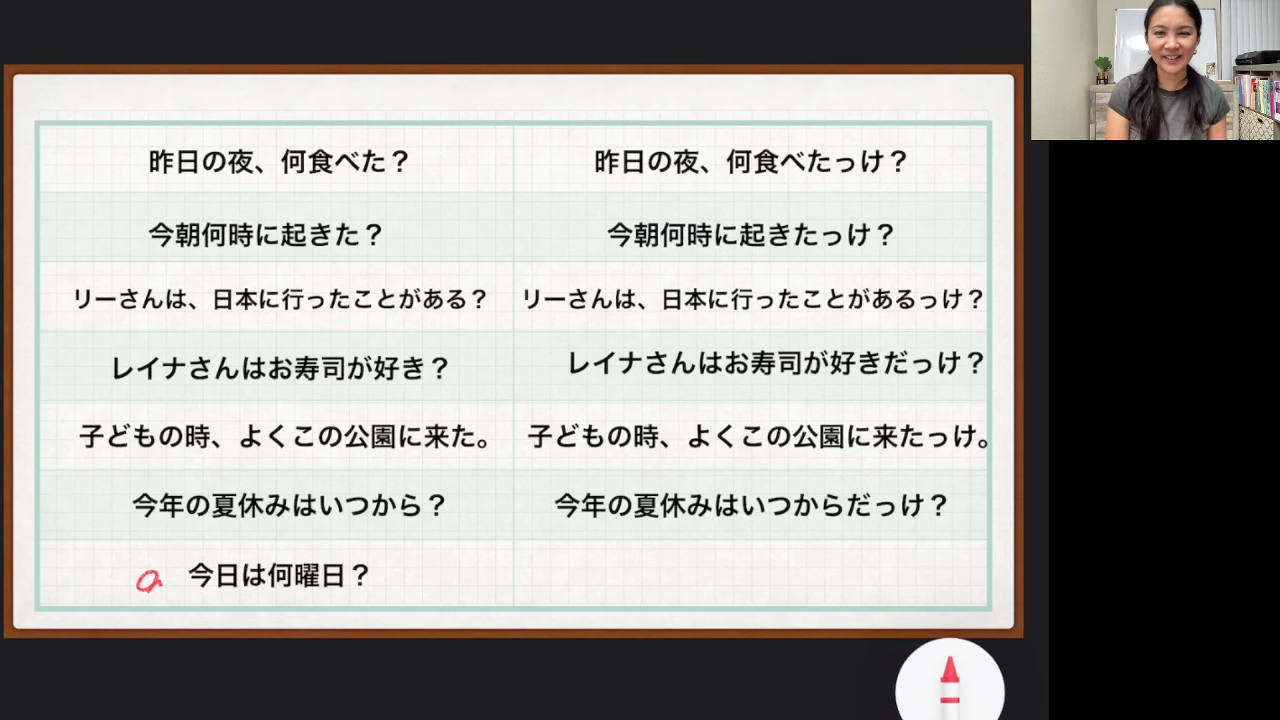 昨日の夜、何食べた？
昨日の夜、何食べたっけ？
今朝何時に起きた？
今朝何時に起きたっけ？
リーさんは、日本に行ったことがある？
リーさんは、日本に行ったことがあるっけ？
レイナさんはお寿司が好き？
レイナさんはお寿司が好きだっけ？
子どもの時、よくこの公園に来た。
子どもの時、よくこの公園に来たっけ。
今年の夏休みはいつから？
今年の夏休みはいつからだっけ？
今日は何曜日？